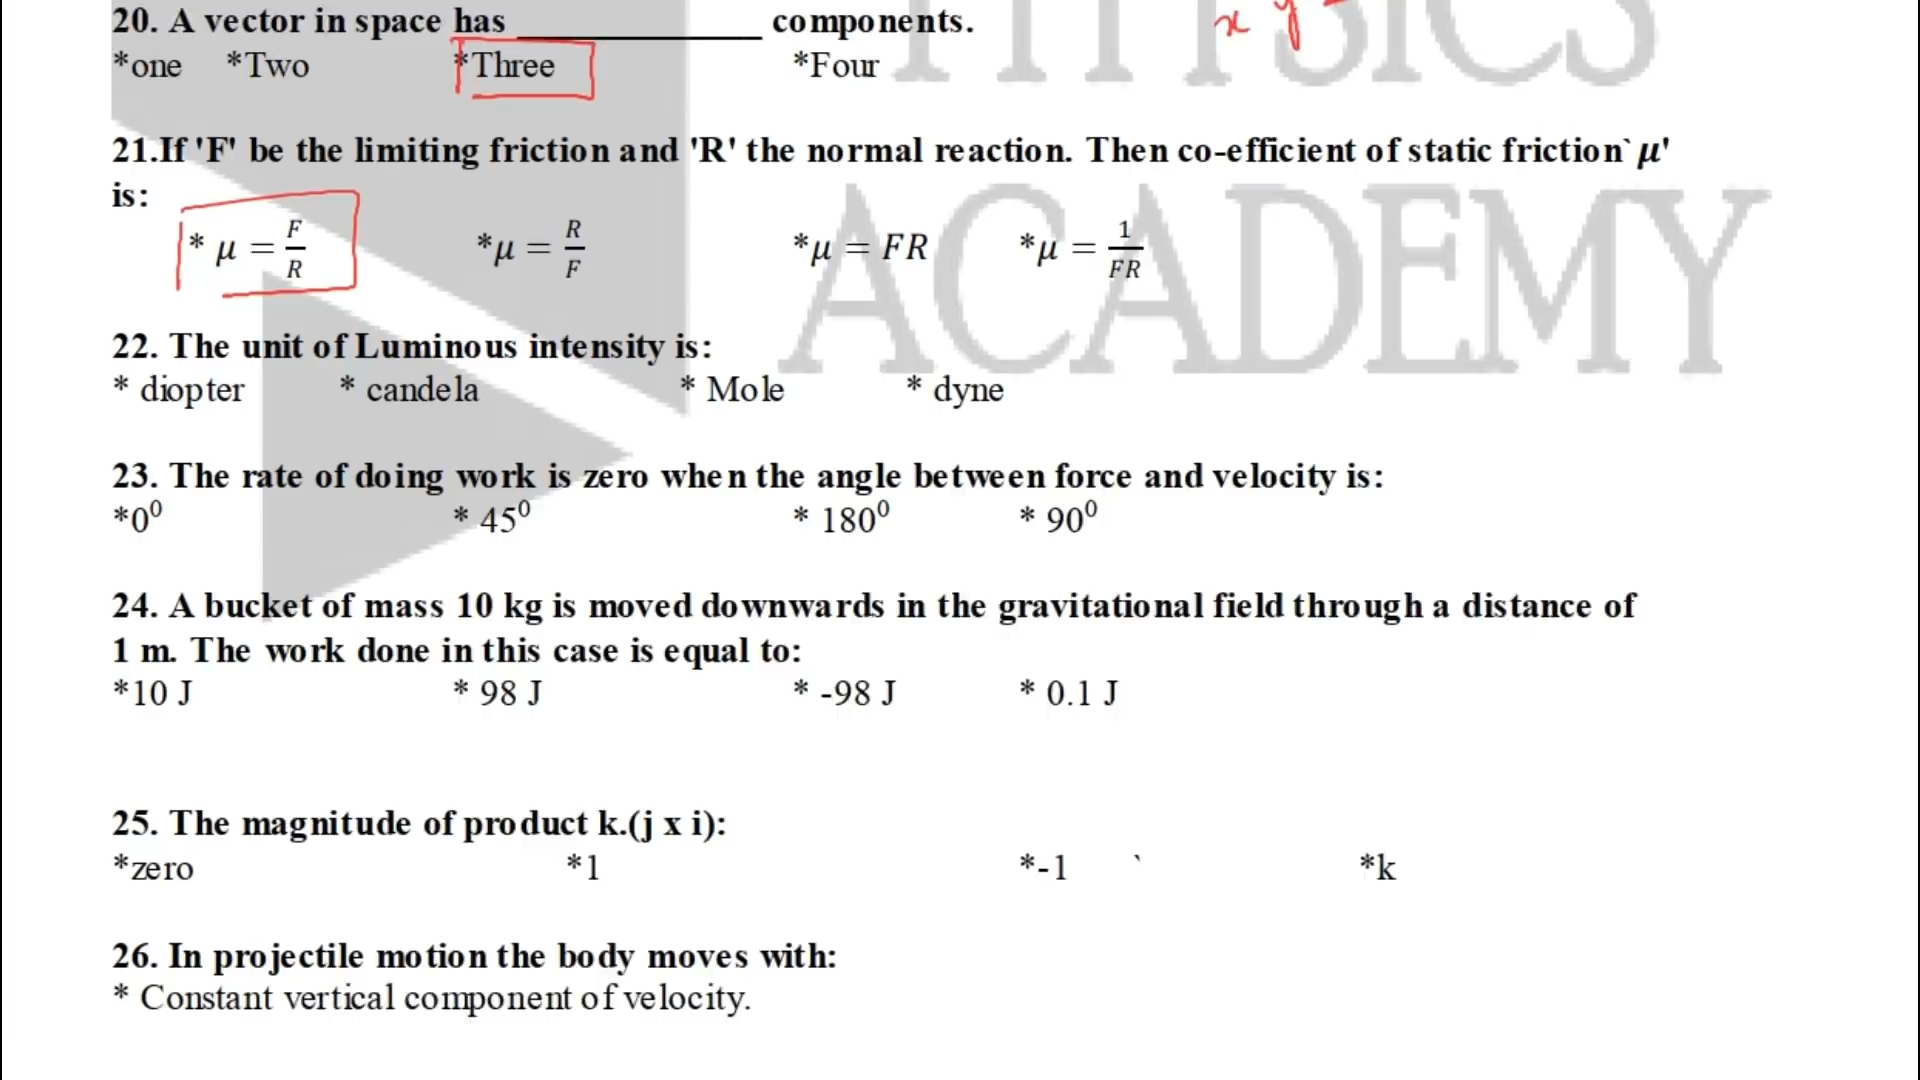 PHYSICS
x y
20. A vector in space has ______________ components.
*one *Two *Three *Four
21.If 'F' be the limiting friction and 'R' the normal reaction. Then co-efficient of static friction`μ'
is:
* μ = F/R *μ = R/F *μ = FR *μ = 1/FR
ACADEMY
22. The unit of Luminous intensity is:
* diopter * candela * Mole * dyne
23. The rate of doing work is zero when the angle between force and velocity is:
*0⁰ * 45⁰ * 180⁰ * 90⁰
24. A bucket of mass 10 kg is moved downwards in the gravitational field through a distance of
1 m. The work done in this case is equal to:
*10 J * 98 J * -98 J * 0.1 J
25. The magnitude of product k.(j x i):
*zero *1 *-1 ` *k
26. In projectile motion the body moves with:
* Constant vertical component of velocity.